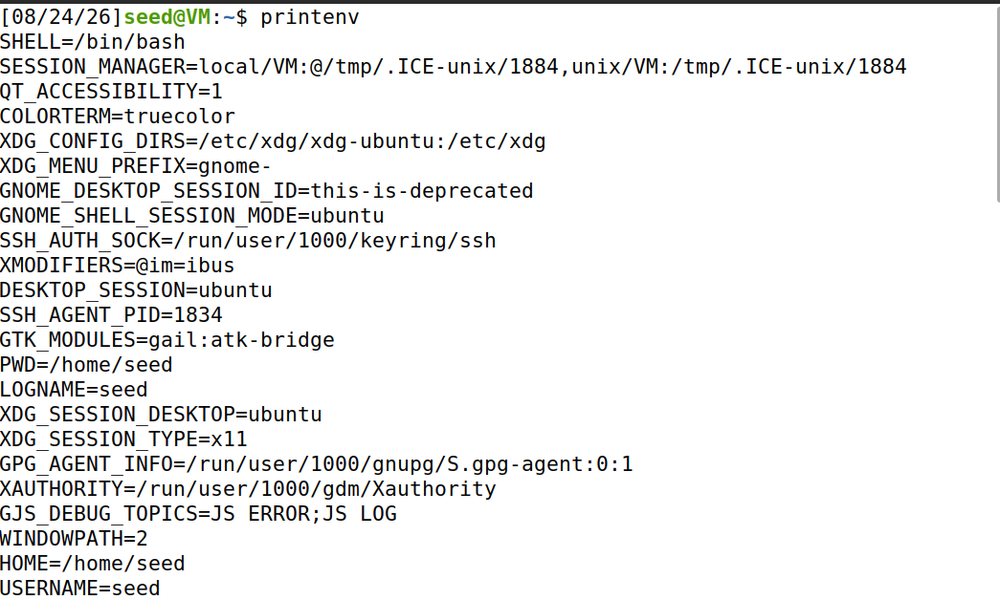 [08/24/26]seed@VM:~$ printenv
SHELL=/bin/bash
SESSION_MANAGER=local/VM:@/tmp/.ICE-unix/1884,unix/VM:/tmp/.ICE-unix/1884
QT_ACCESSIBILITY=1
COLORTERM=truecolor
XDG_CONFIG_DIRS=/etc/xdg/xdg-ubuntu:/etc/xdg
XDG_MENU_PREFIX=gnome-
GNOME_DESKTOP_SESSION_ID=this-is-deprecated
GNOME_SHELL_SESSION_MODE=ubuntu
SSH_AUTH_SOCK=/run/user/1000/keyring/ssh
XMODIFIERS=@im=ibus
DESKTOP_SESSION=ubuntu
SSH_AGENT_PID=1834
GTK_MODULES=gail:atk-bridge
PWD=/home/seed
LOGNAME=seed
XDG_SESSION_DESKTOP=ubuntu
XDG_SESSION_TYPE=x11
GPG_AGENT_INFO=/run/user/1000/gnupg/S.gpg-agent:0:1
XAUTHORITY=/run/user/1000/gdm/Xauthority
GJS_DEBUG_TOPICS=JS ERROR;JS LOG
WINDOWPATH=2
HOME=/home/seed
USERNAME=seed